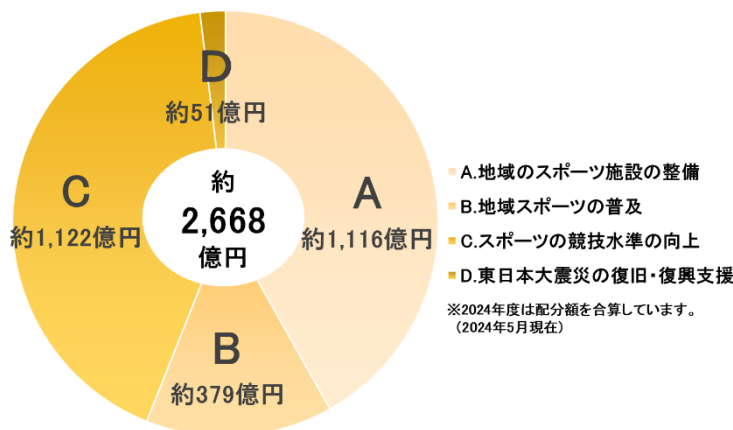 D
約51億円
C
約1,122億円
約
2,668
億円
A
約1,116億円
B
約379億円
A.地域のスポーツ施設の整備
B.地域スポーツの普及
C.スポーツの競技水準の向上
D.東日本大震災の復旧・復興支援
※2024年度は配分額を合算しています。
（2024年5月現在）